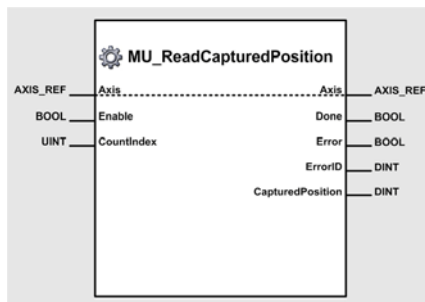 MU_ReadCapturedPosition
AXIS_REF Axis Axis AXIS_REF
BOOL Enable Done BOOL
UINT CountIndex Error BOOL
ErrorID DINT
CapturedPosition DINT